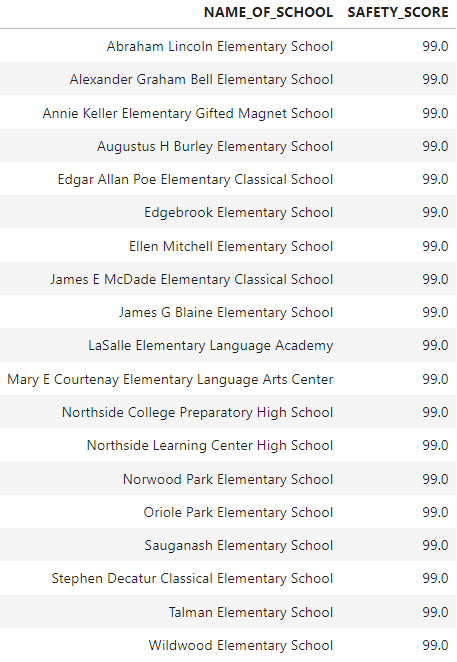 NAME_OF_SCHOOL SAFETY_SCORE
Abraham Lincoln Elementary School 99.0
Alexander Graham Bell Elementary School 99.0
Annie Keller Elementary Gifted Magnet School 99.0
Augustus H Burley Elementary School 99.0
Edgar Allan Poe Elementary Classical School 99.0
Edgebrook Elementary School 99.0
Ellen Mitchell Elementary School 99.0
James E McDade Elementary Classical School 99.0
James G Blaine Elementary School 99.0
LaSalle Elementary Language Academy 99.0
Mary E Courtenay Elementary Language Arts Center 99.0
Northside College Preparatory High School 99.0
Northside Learning Center High School 99.0
Norwood Park Elementary School 99.0
Oriole Park Elementary School 99.0
Sauganash Elementary School 99.0
Stephen Decatur Classical Elementary School 99.0
Talman Elementary School 99.0
Wildwood Elementary School 99.0